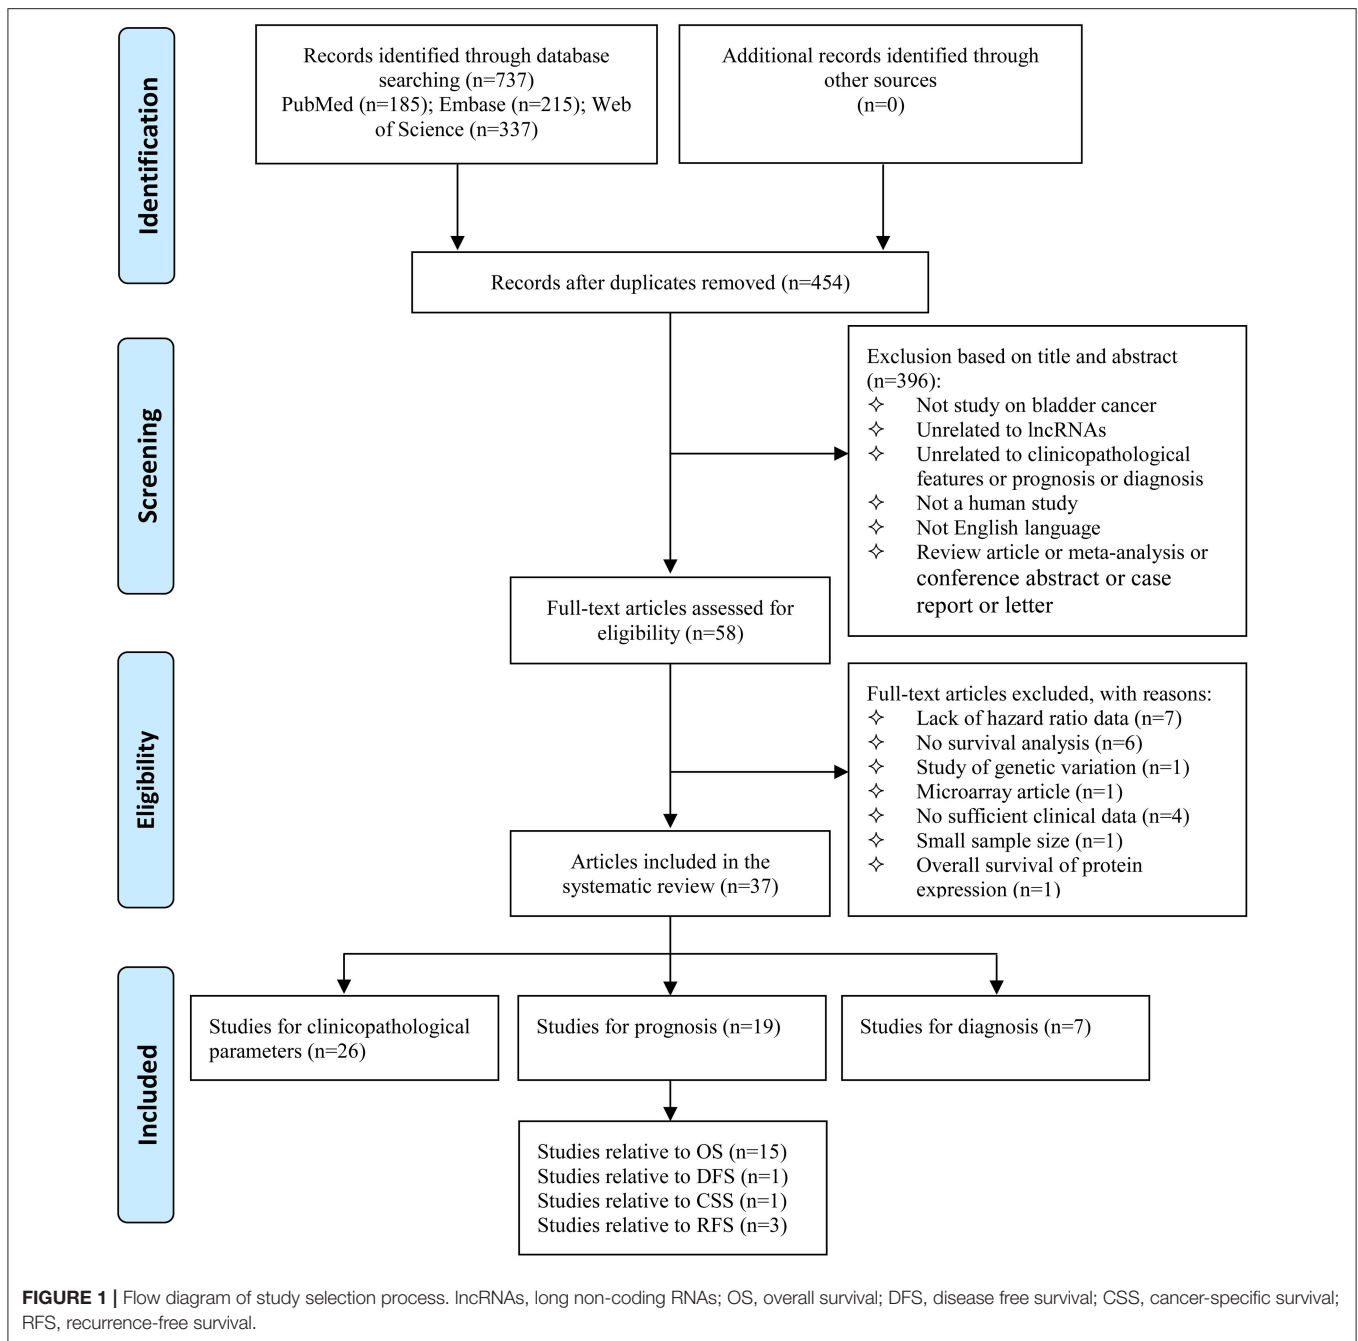 Identification
Records identified through database
searching (n=737)
PubMed (n=185); Embase (n=215); Web
of Science (n=337)
Additional records identified through
other sources
(n=0)
Records after duplicates removed (n=454)
Screening
Exclusion based on title and abstract
(n=396):
✧ Not study on bladder cancer
✧ Unrelated to lncRNAs
✧ Unrelated to clinicopathological
features or prognosis or diagnosis
✧ Not a human study
✧ Not English language
✧ Review article or meta-analysis or
conference abstract or case
report or letter
Full-text articles assessed for
eligibility (n=58)
Eligibility
Full-text articles excluded, with reasons:
✧ Lack of hazard ratio data (n=7)
✧ No survival analysis (n=6)
✧ Study of genetic variation (n=1)
✧ Microarray article (n=1)
✧ No sufficient clinical data (n=4)
✧ Small sample size (n=1)
✧ Overall survival of protein
expression (n=1)
Articles included in the
systematic review (n=37)
Included
Studies for clinicopathological
parameters (n=26)
Studies for prognosis (n=19)
Studies for diagnosis (n=7)
Studies relative to OS (n=15)
Studies relative to DFS (n=1)
Studies relative to CSS (n=1)
Studies relative to RFS (n=3)
FIGURE 1 | Flow diagram of study selection process. lncRNAs, long non-coding RNAs; OS, overall survival; DFS, disease free survival; CSS, cancer-specific survival;
RFS, recurrence-free survival.